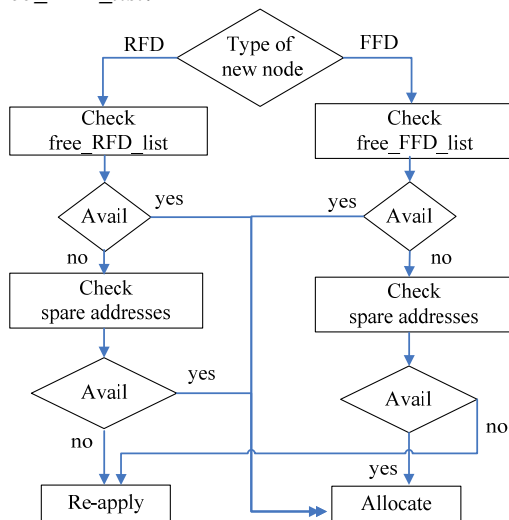 RFD
Type of
new node
FFD
Check
free_RFD_list
Check
free_FFD_list
Avail
yes
yes
Avail
no
no
Check
spare addresses
Check
spare addresses
Avail
yes
Avail
no
no
yes
Re-apply
Allocate